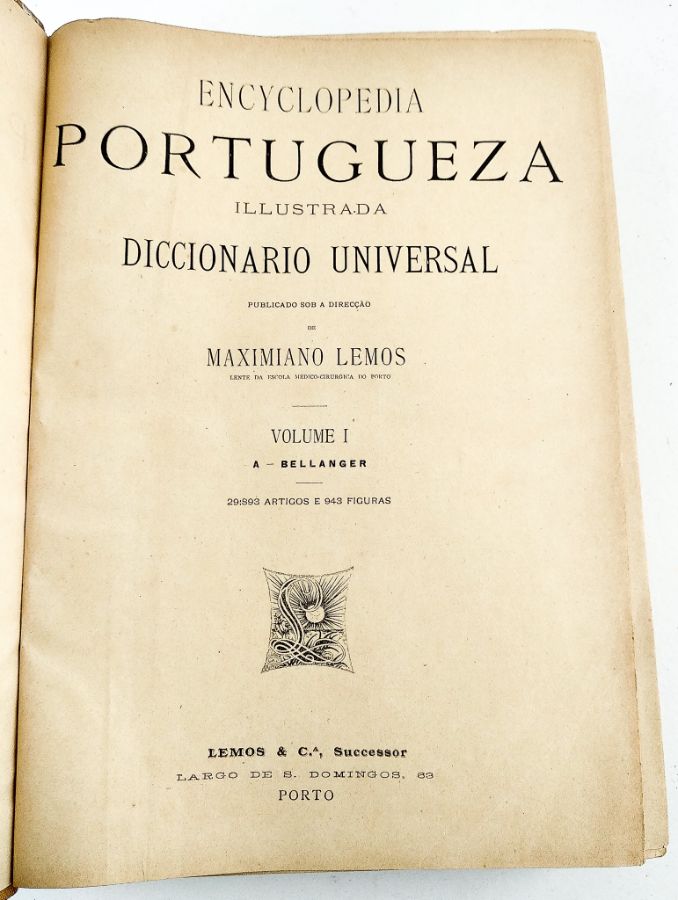 ENCYCLOPEDIA
PORTUGUEZA
ILLUSTRADA
DICCIONARIO UNIVERSAL
PUBLICADO SOB A DIRECÇÃO
DE
MAXIMIANO LEMOS
LENTE DA ESCOLA MEDICO-CIRURGICA DO PORTO
VOLUME I
A – BELLANGER
29:893 ARTIGOS E 943 FIGURAS
LEMOS & C.ª, Successor
LARGO DE S. DOMINGOS, 63
PORTO